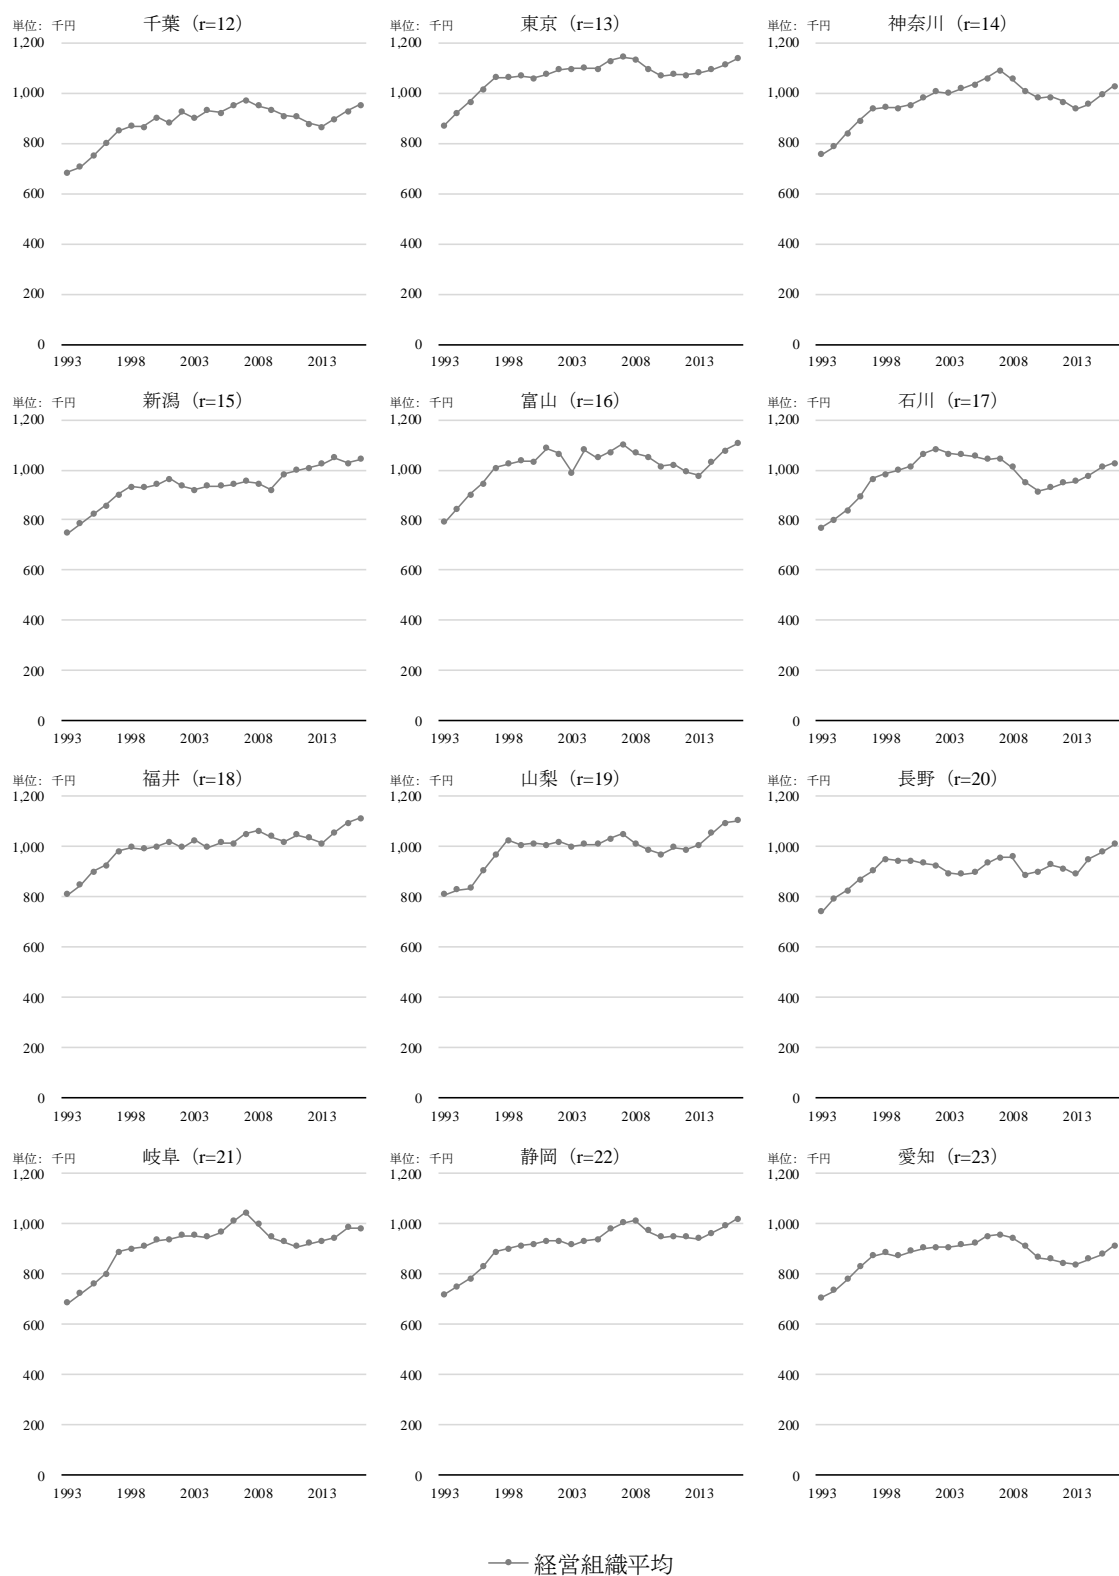 単位: 千円 千葉（r=12） 単位: 千円 東京（r=13） 単位: 千円 神奈川（r=14）
1,200 1,200 1,200
1,000 1,000 1,000
800 800 800
600 600 600
400 400 400
200 200 200
0 0 0
1993 1998 2003 2008 2013 1993 1998 2003 2008 2013 1993 1998 2003 2008 2013
単位: 千円 新潟（r=15） 単位: 千円 富山（r=16） 単位: 千円 石川（r=17）
1,200 1,200 1,200
1,000 1,000 1,000
800 800 800
600 600 600
400 400 400
200 200 200
0 0 0
1993 1998 2003 2008 2013 1993 1998 2003 2008 2013 1993 1998 2003 2008 2013
単位: 千円 福井（r=18） 単位: 千円 山梨（r=19） 単位: 千円 長野（r=20）
1,200 1,200 1,200
1,000 1,000 1,000
800 800 800
600 600 600
400 400 400
200 200 200
0 0 0
1993 1998 2003 2008 2013 1993 1998 2003 2008 2013 1993 1998 2003 2008 2013
単位: 千円 岐阜（r=21） 単位: 千円 静岡（r=22） 単位: 千円 愛知（r=23）
1,200 1,200 1,200
1,000 1,000 1,000
800 800 800
600 600 600
400 400 400
200 200 200
0 0 0
1993 1998 2003 2008 2013 1993 1998 2003 2008 2013 1993 1998 2003 2008 2013
経営組織平均